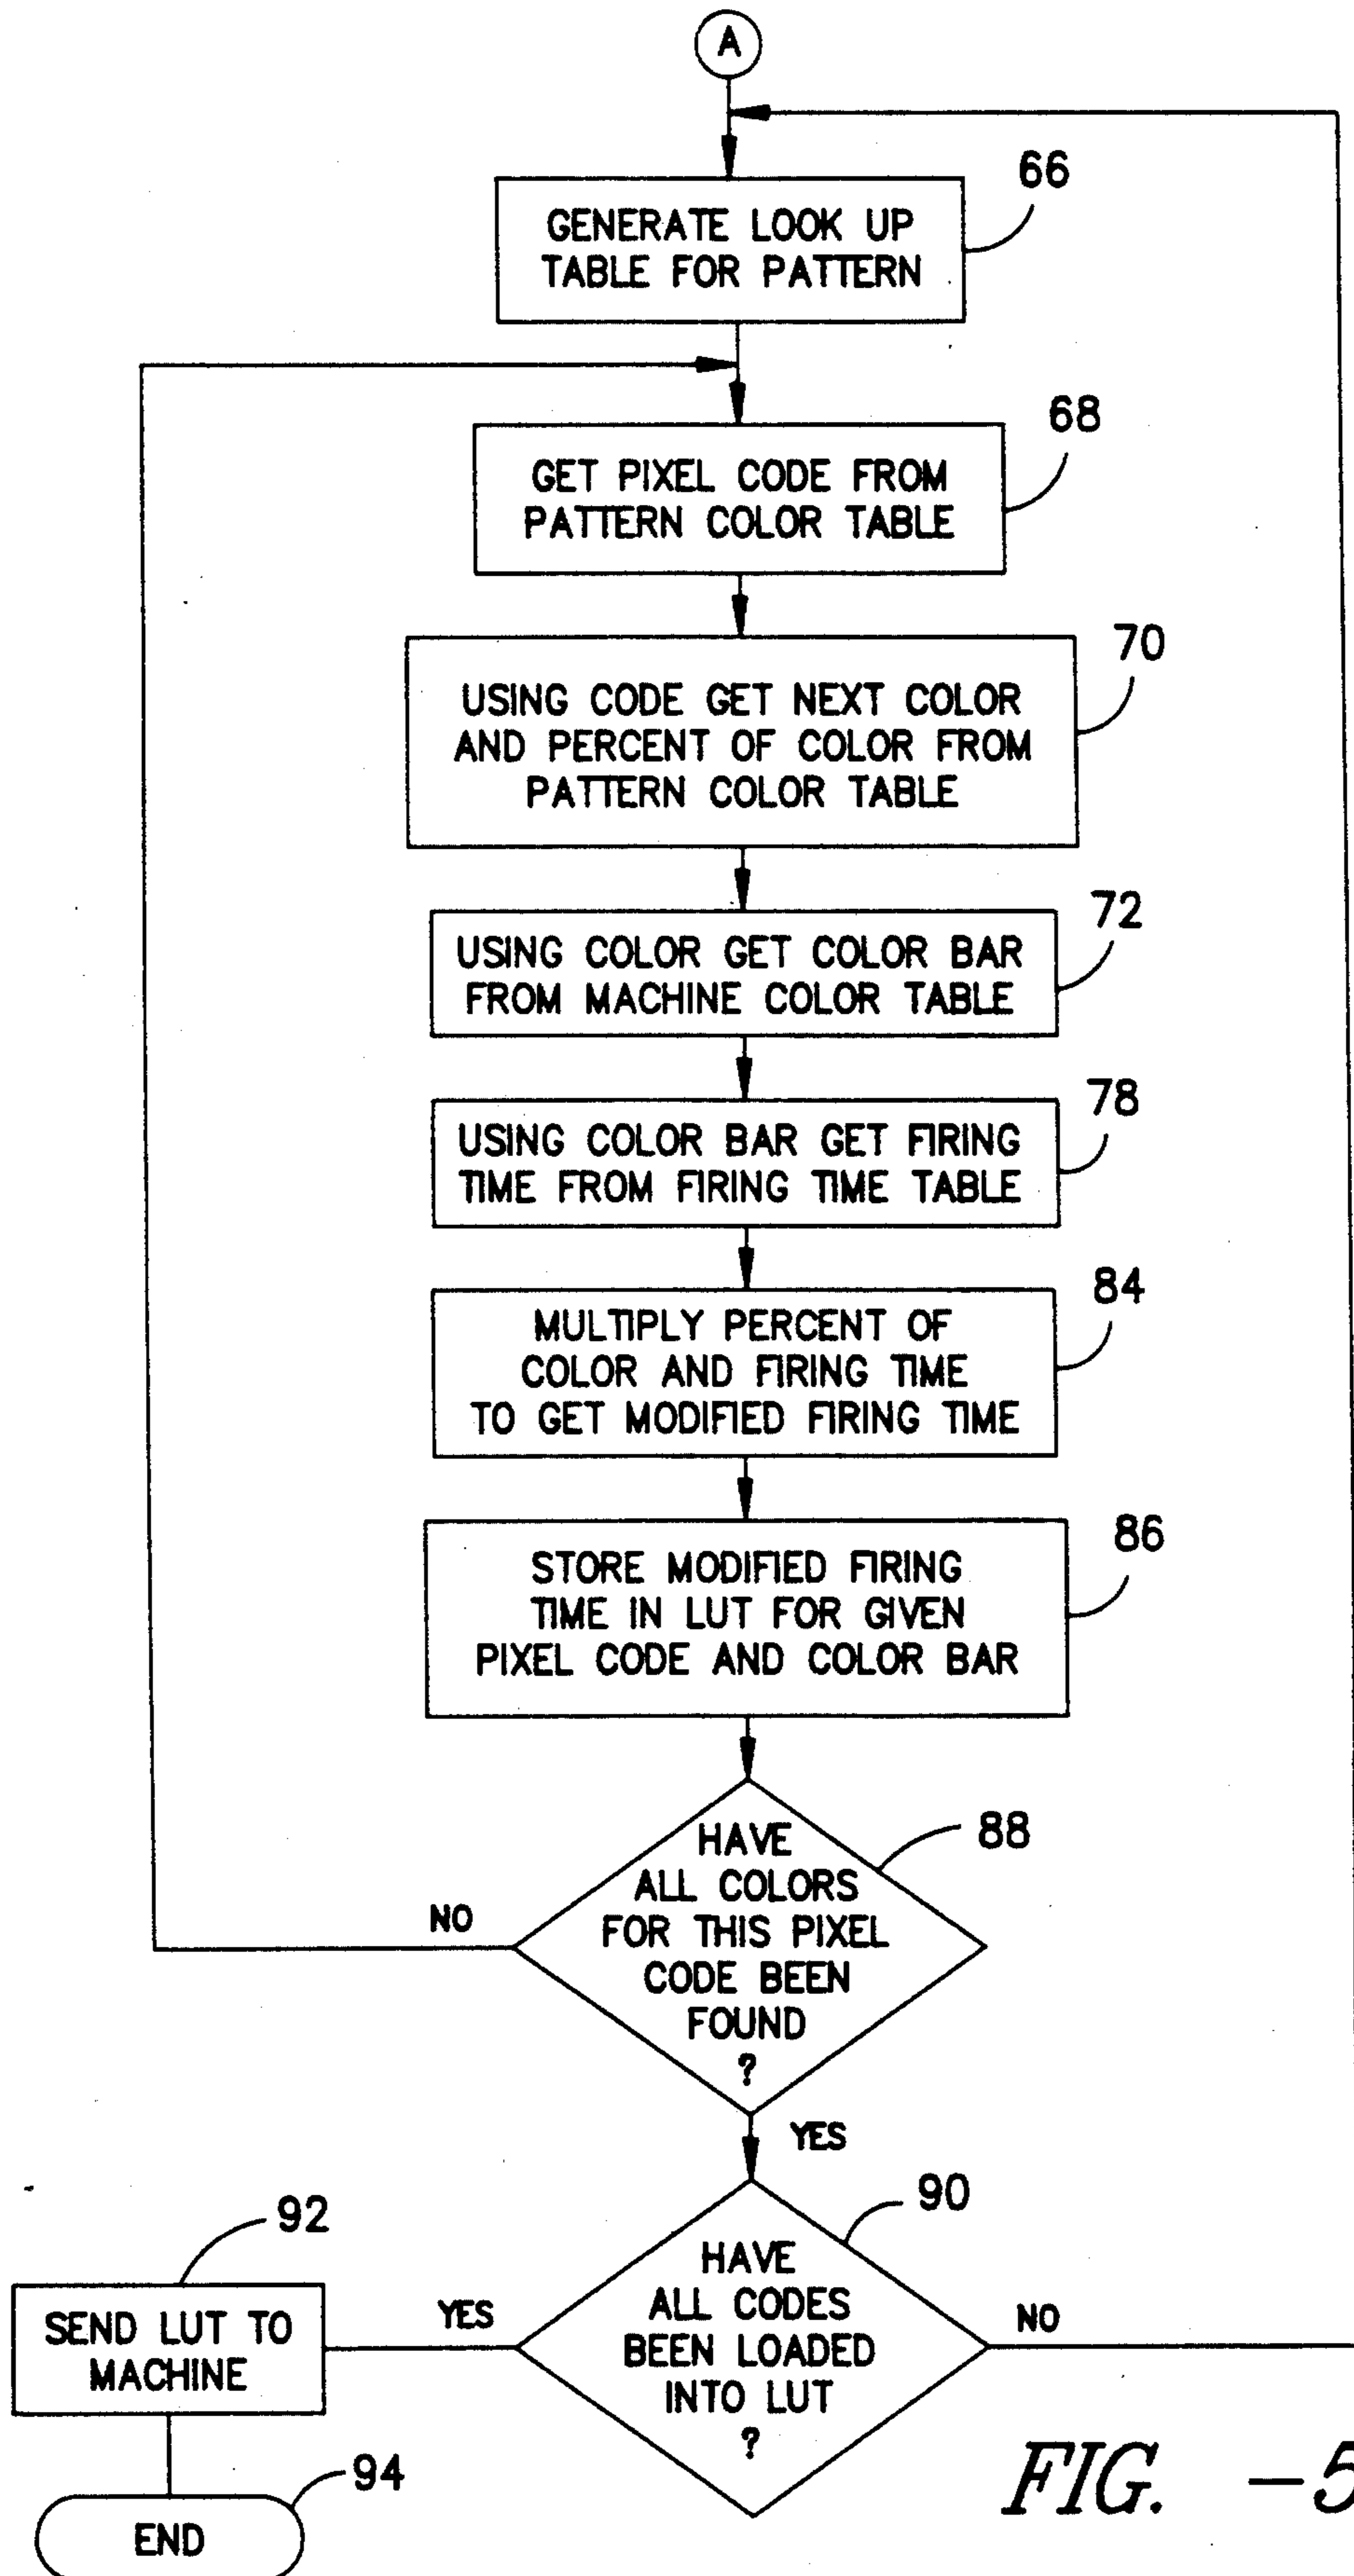 A
66
GENERATE LOOK UP
TABLE FOR PATTERN
68
GET PIXEL CODE FROM
PATTERN COLOR TABLE
70
USING CODE GET NEXT COLOR
AND PERCENT OF COLOR FROM
PATTERN COLOR TABLE
72
USING COLOR GET COLOR BAR
FROM MACHINE COLOR TABLE
78
USING COLOR BAR GET FIRING
TIME FROM FIRING TIME TABLE
84
MULTIPLY PERCENT OF
COLOR AND FIRING TIME
TO GET MODIFIED FIRING TIME
86
STORE MODIFIED FIRING
TIME IN LUT FOR GIVEN
PIXEL CODE AND COLOR BAR
88
HAVE
ALL COLORS
FOR THIS PIXEL
CODE BEEN
FOUND
?
NO
YES
90
HAVE
ALL CODES
BEEN LOADED
INTO LUT
?
YES
NO
92
SEND LUT TO
MACHINE
94
END
FIG. -5